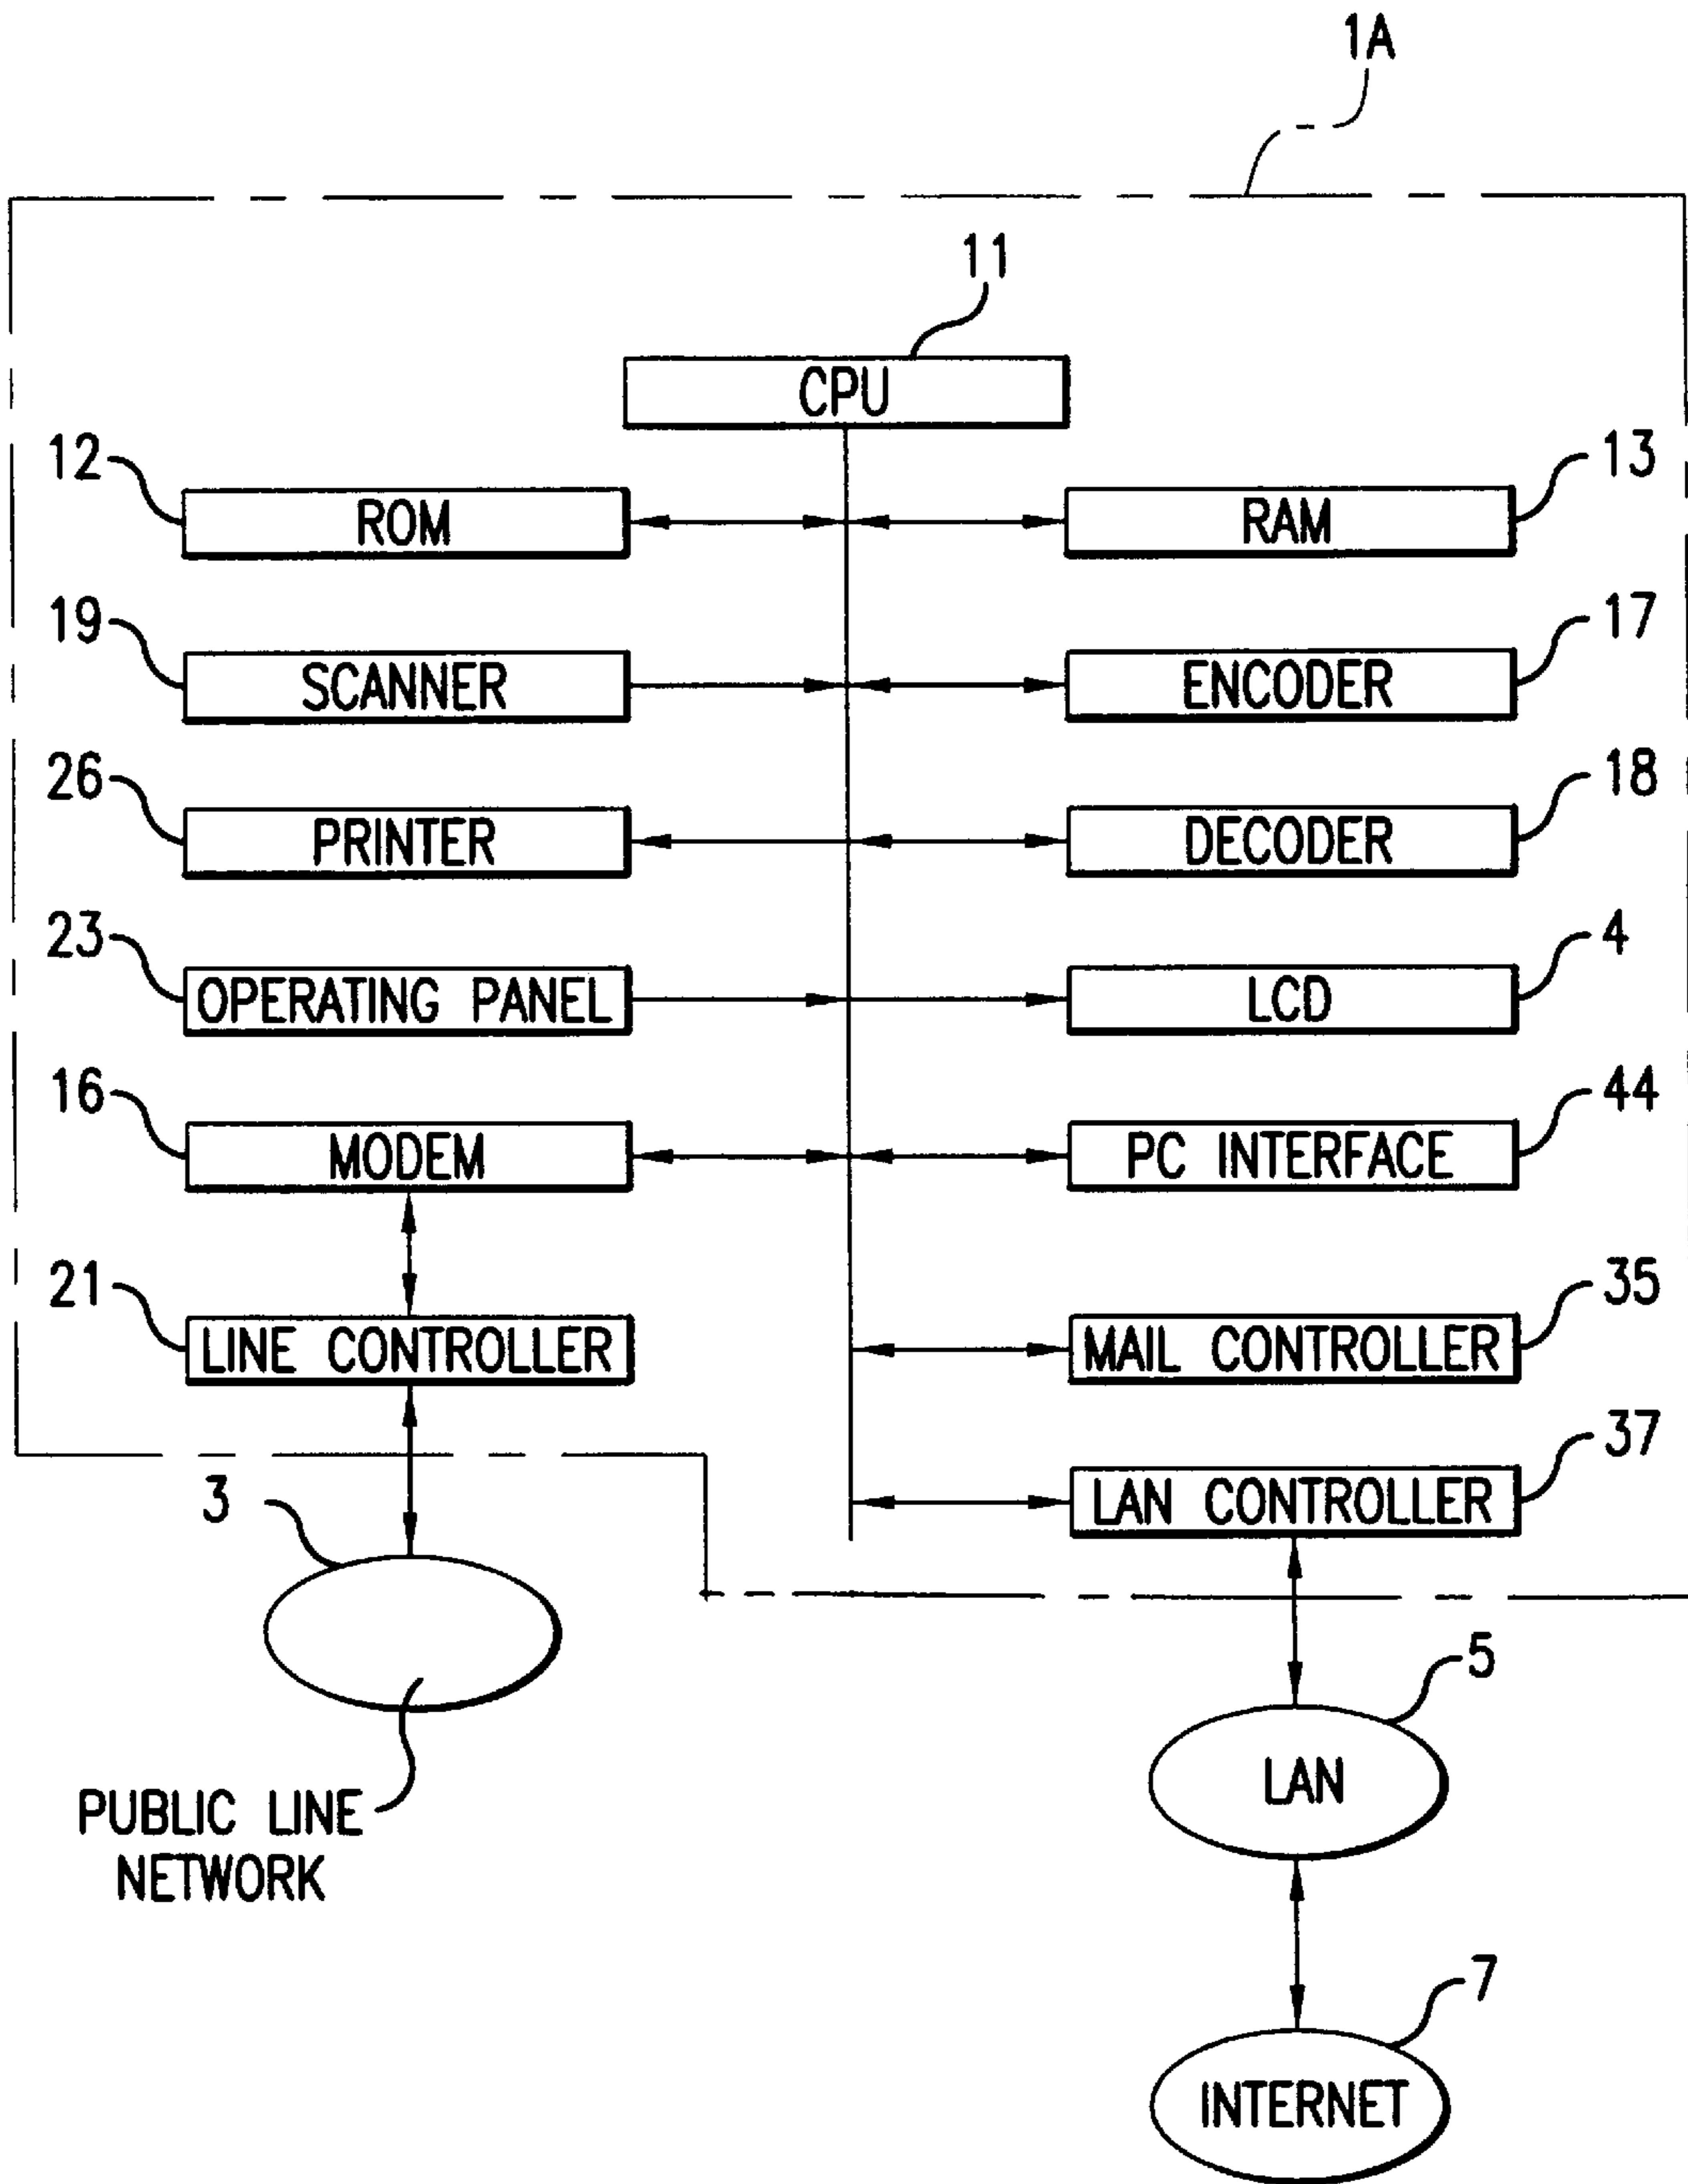 1A
11
CPU
12
ROM
RAM
13
19
SCANNER
ENCODER
17
26
PRINTER
DECODER
18
23
OPERATING PANEL
LCD
4
16
MODEM
PC INTERFACE
44
21
LINE CONTROLLER
MAIL CONTROLLER
35
LAN CONTROLLER
37
3
PUBLIC LINE
NETWORK
5
LAN
7
INTERNET